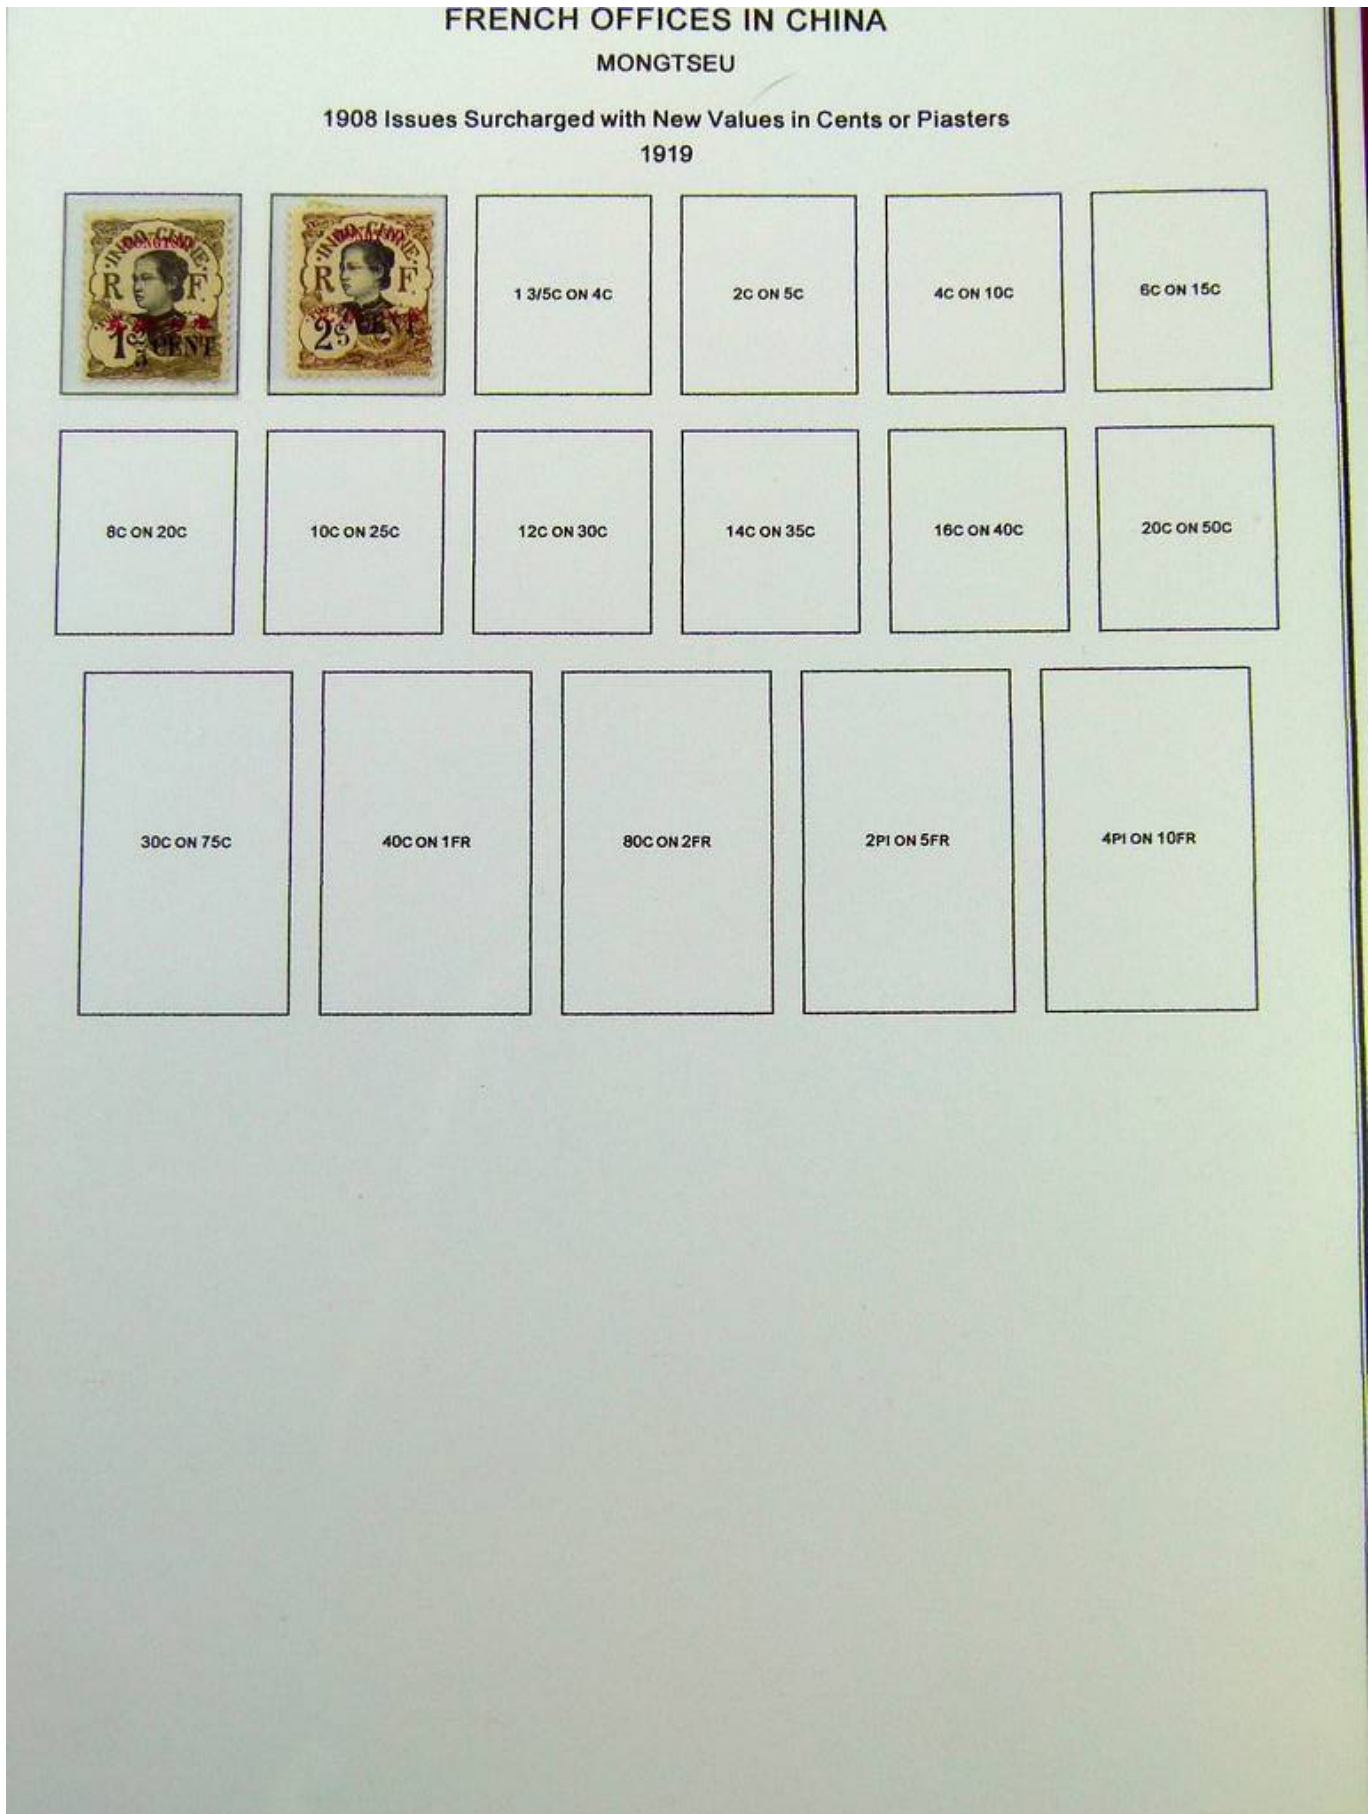 FRENCH OFFICES IN CHINA
MONGTSEU
1908 Issues Surcharged with New Values in Cents or Piasters
1919
INDO-CHINE
R F
1
CENT
INDO-CHINE
R F
2
CENT
1 3/5C ON 4C
2C ON 5C
4C ON 10C
6C ON 15C
8C ON 20C
10C ON 25C
12C ON 30C
14C ON 35C
16C ON 40C
20C ON 50C
30C ON 75C
40C ON 1FR
80C ON 2FR
2PI ON 5FR
4PI ON 10FR